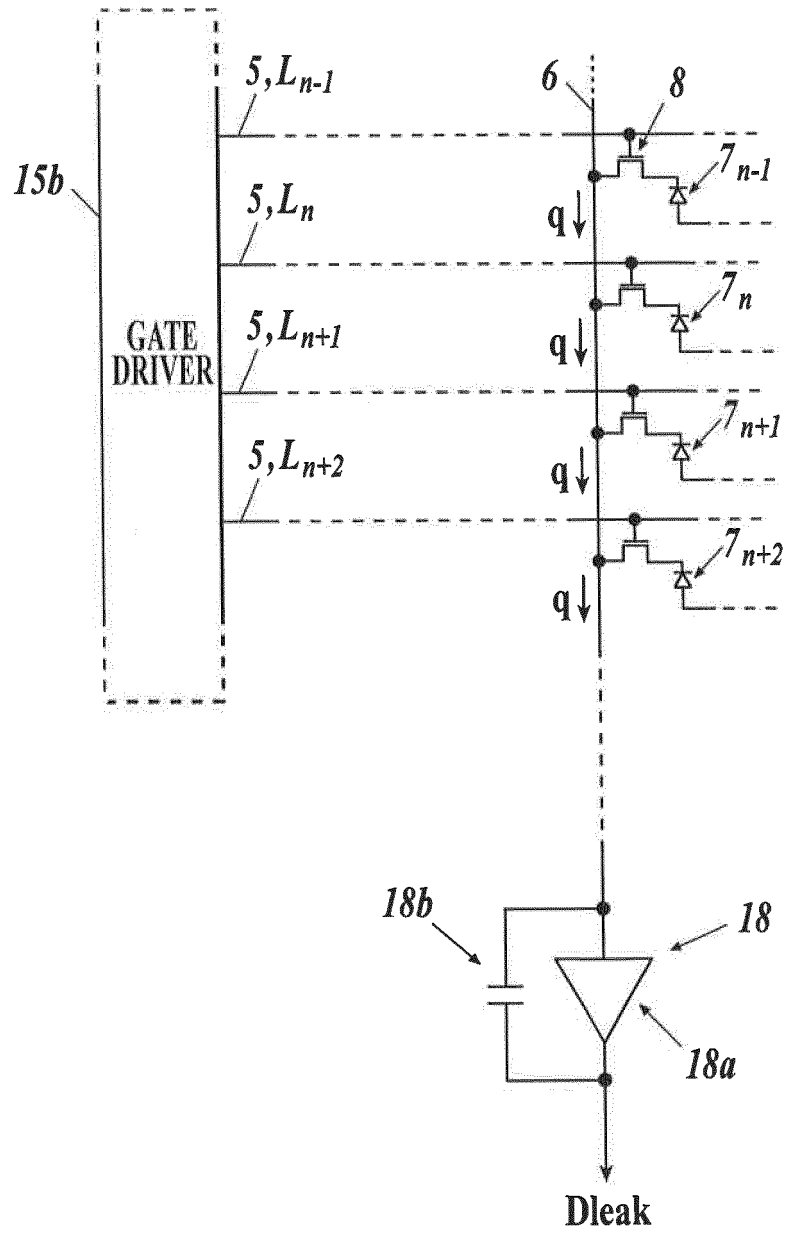 5, Ln-1
6
8
15b
7n-1
5, Ln
q
7n
GATE
DRIVER
5, Ln+1
q
7n+1
5, Ln+2
q
7n+2
q
18b
18
18a
Dleak